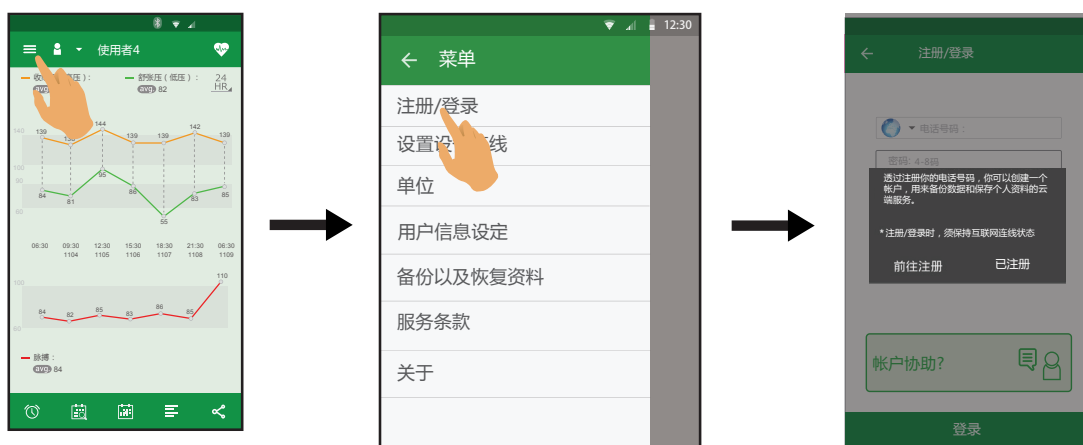 使用者4
收 压）:
舒张压（低压）:
24
HR
avg
avg 82
140
139
144
139
139
142
139
100
90
84
81
95
86
55
83
85
60
06:30 09:30 12:30 15:30 18:30 21:30 06:30
1104 1105 1106 1107 1108 1109
110
100
84
82
85
83
86
85
60
脉搏 :
avg 84
12:30
菜单
注册/登录
设置设 线
单位
用户信息设定
备份以及恢复资料
服务条款
关于
注册/登录
电话号码 :
密码: 4-8码
透过注册你的电话号码，你可以创建一个
帐户，用来备份数据和保存个人资料的云
端服务。
*注册/登录时，须保持互联网连线状态
前往注册 已注册
帐户协助?
登录